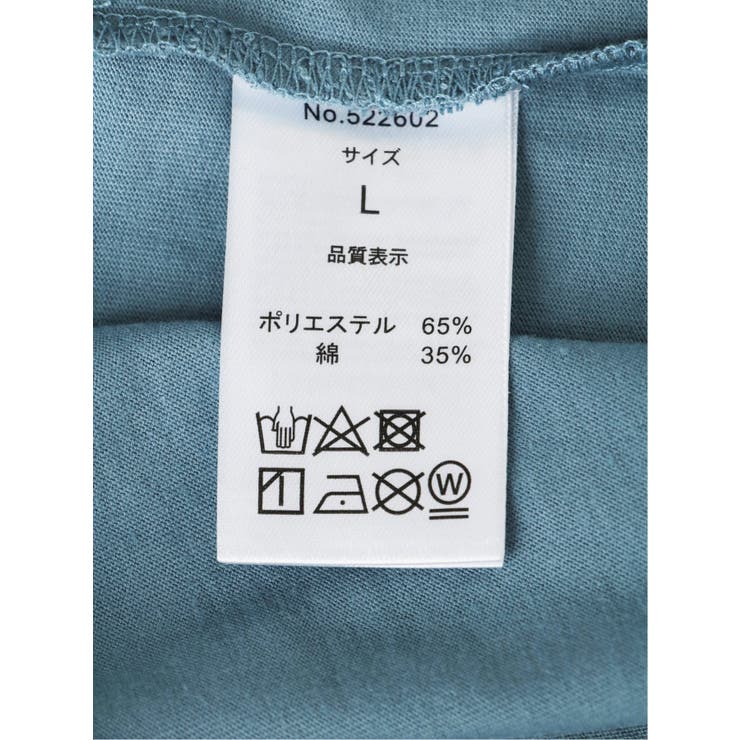 No.522602
サイズ
L
品質表示
ポリエステル 65%
綿 35%
W